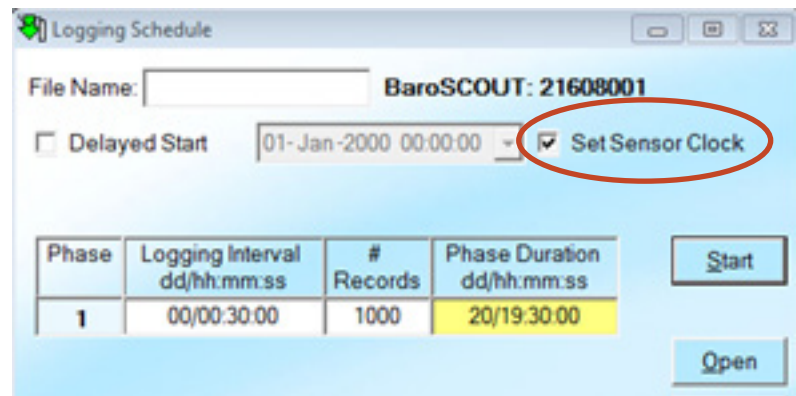 Logging Schedule
File Name: BaroSCOUT: 21608001
Delayed Start 01-Jan-2000 00:00:00 Set Sensor Clock
Phase Logging Interval dd/hh:mm:ss # Records Phase Duration dd/hh:mm:ss Start
1 00/00:30:00 1000 20/19:30:00
Open